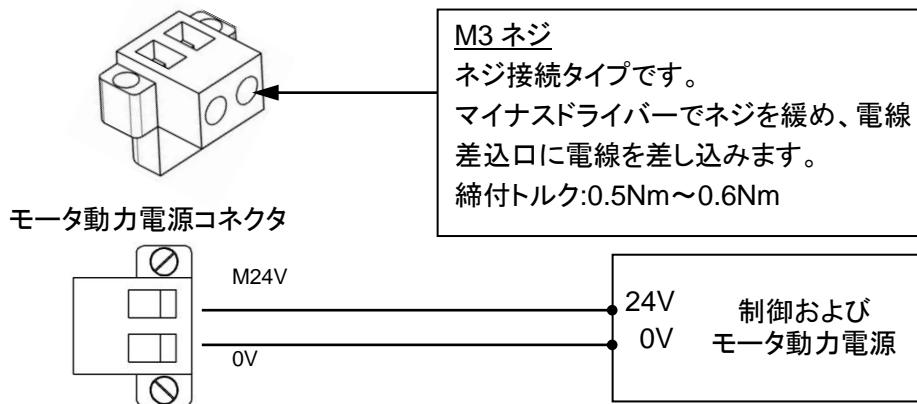 M3 ネジ
ネジ接続タイプです。
マイナスドライバーでネジを緩め、電線
差込口に電線を差し込みます。
締付トルク:0.5Nm～0.6Nm
モータ動力電源コネクタ
M24V
0V
24V
0V
制御および
モータ動力電源